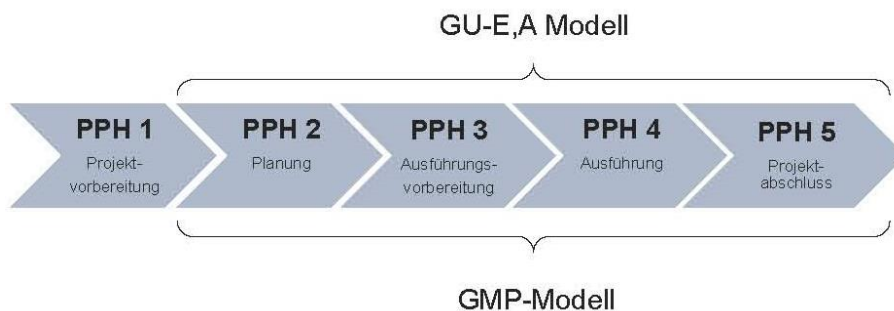 GU-E,A Modell
PPH 1
Projekt-
vorbereitung
PPH 2
Planung
PPH 3
Ausführungs-
vorbereitung
PPH 4
Ausführung
PPH 5
Projekt-
abschluss
GMP-Modell